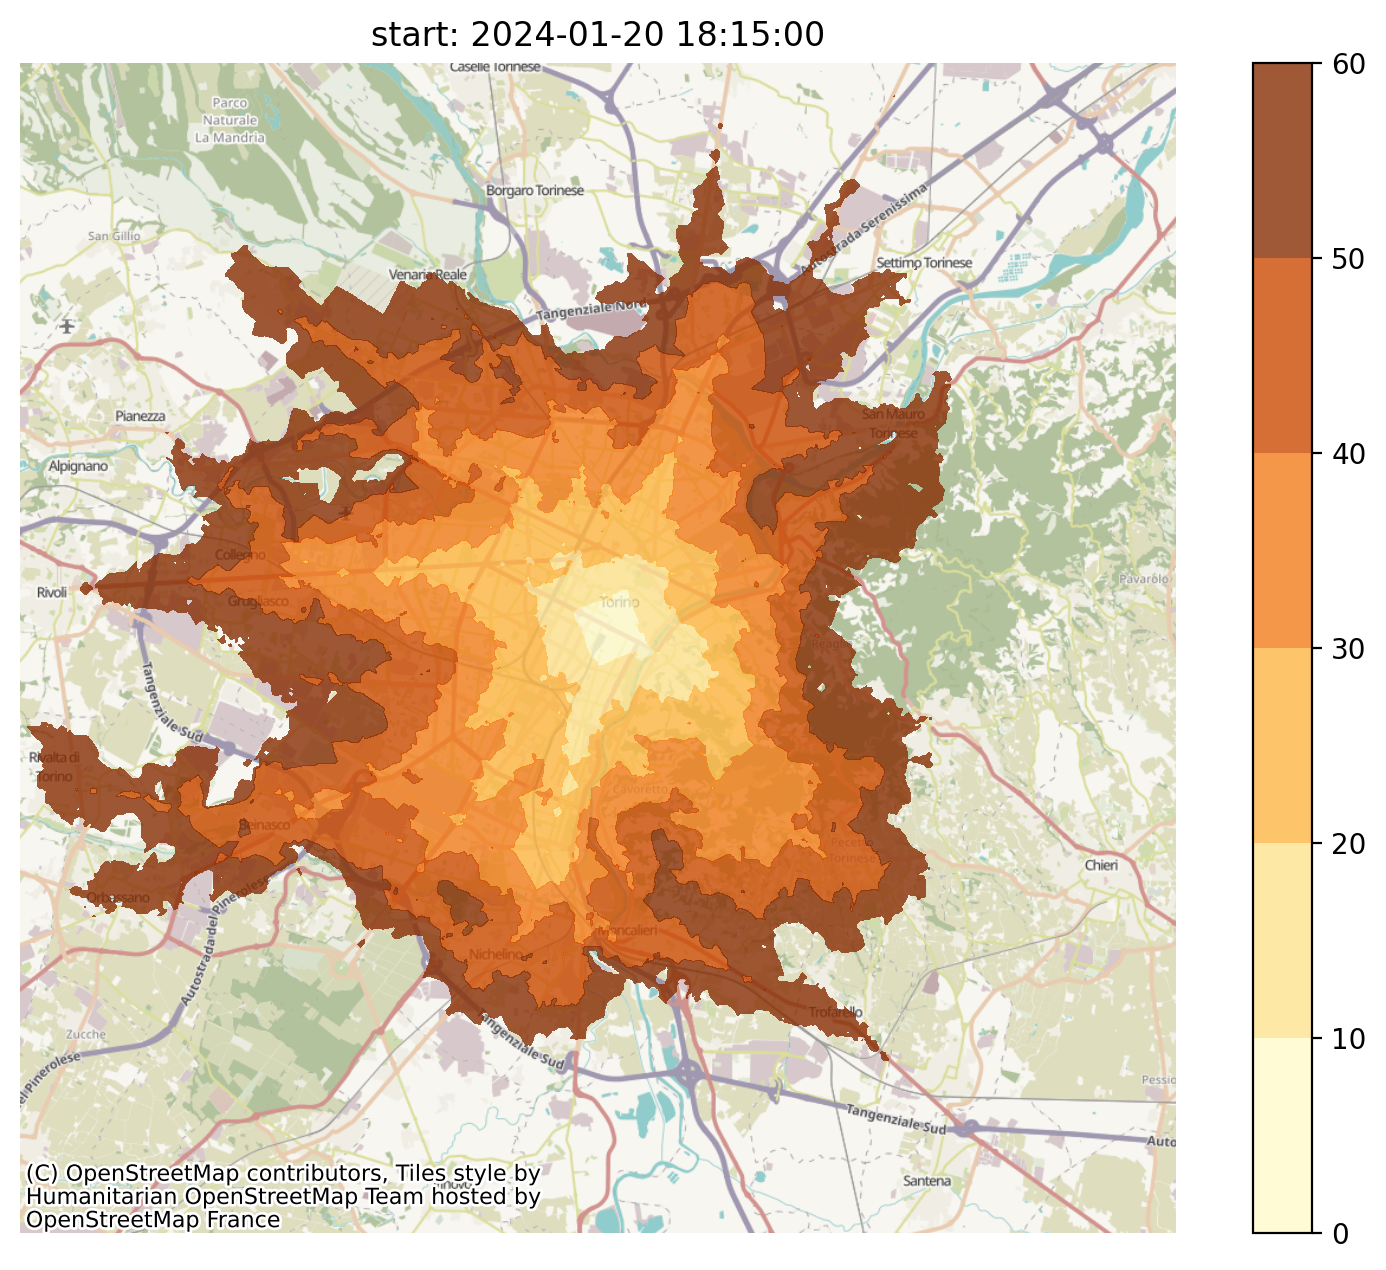 start: 2024-01-20 18:15:00
Caselle Torinese
Parco
Naturale
La Mandria
Borgaro Torinese
San Gillio
Venaria Reale
Autostrada Serenissima
Settimo Torinese
Tangenziale Nord
Pianezza
San Mauro
Torinese
Alpignano
Collegno
Pavarolo
Rivoli
Grugliasco
Torino
Reaglie
Tangenziale Sud
Rivalta di
Torino
Cavoretto
Beinasco
Pecetto
Torinese
Chieri
Orbassano
Autostrada del Pinerolese
Moncalieri
Nichelino
Trofarello
Zucche
Tangenziale Sud
el Pinerolese
Pessio
Tangenziale Sud
Auto
Santena
(C) OpenStreetMap contributors, Tiles style by
Humanitarian OpenStreetMap Team hosted by
OpenStreetMap France
60
50
40
30
20
10
0